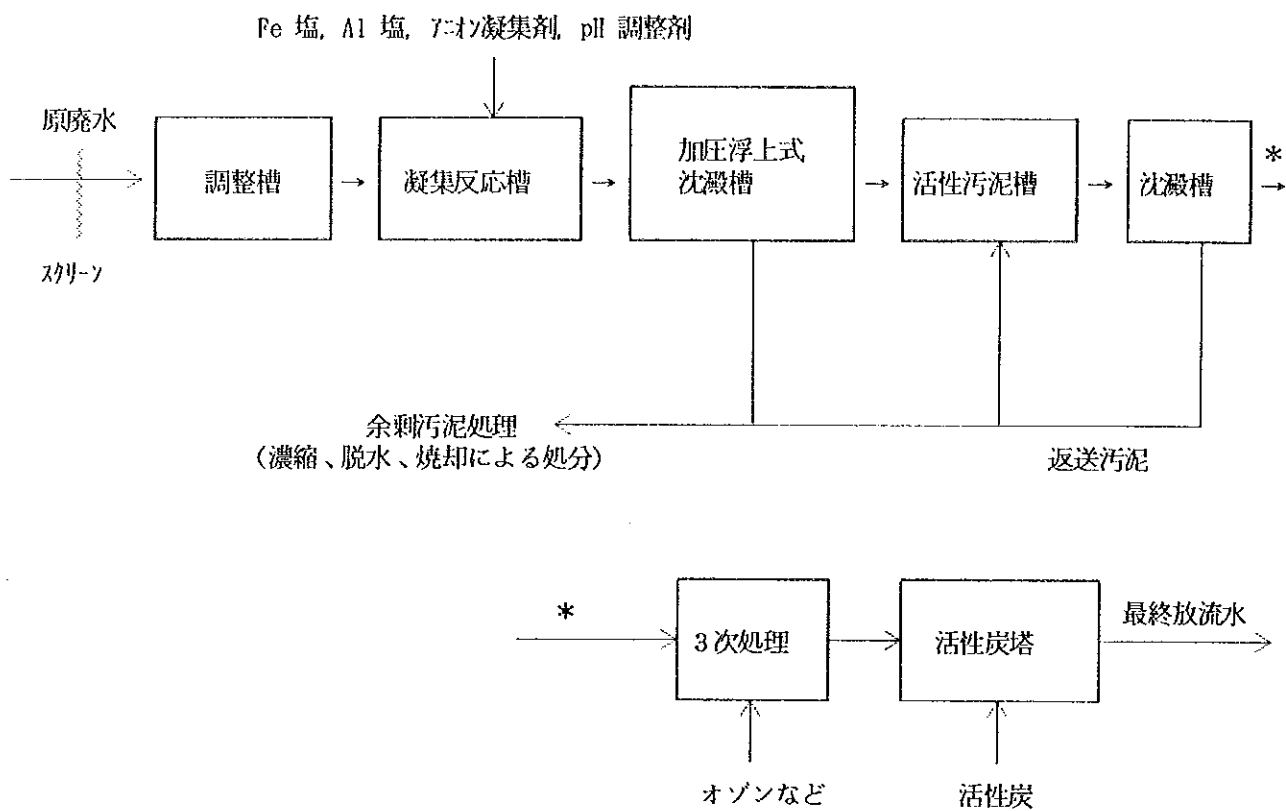 Fe 塩, Al 塩, アニオン凝集剤, pH 調整剤
原廃水
スクリーン
調整槽
凝集反応槽
加圧浮上式
沈澱槽
活性汚泥槽
沈澱槽
*
余剰汚泥処理
(濃縮、脱水、焼却による処分)
返送汚泥
*
3次処理
活性炭塔
最終放流水
オゾンなど
活性炭